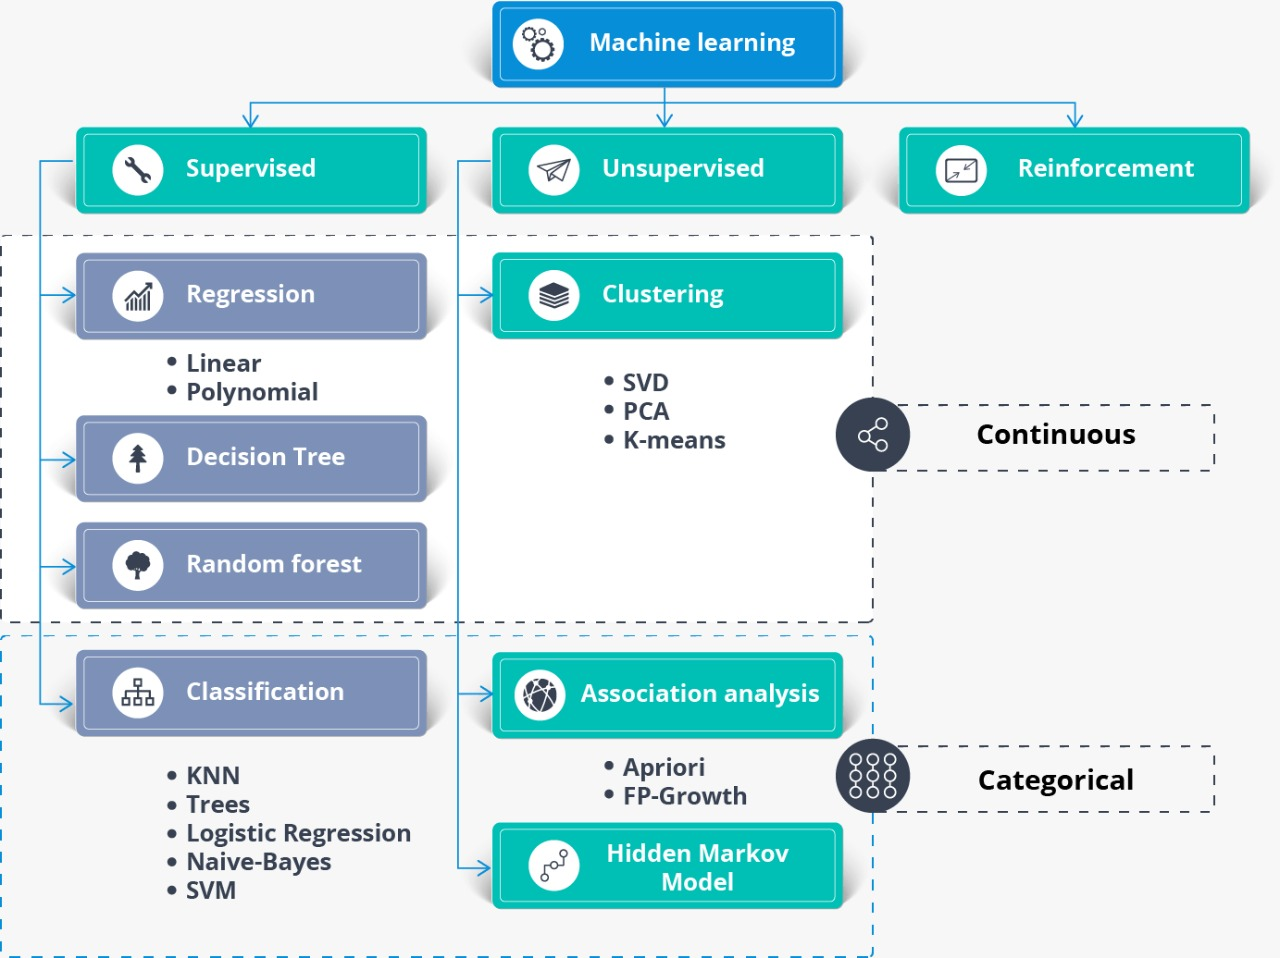 Machine learning
Supervised
Unsupervised
Reinforcement
Regression
• Linear
• Polynomial
Decision Tree
Random forest
Clustering
• SVD
• PCA
• K-means
Continuous
Classification
• KNN
• Trees
• Logistic Regression
• Naive-Bayes
• SVM
Association analysis
• Apriori
• FP-Growth
Hidden Markov
Model
Categorical